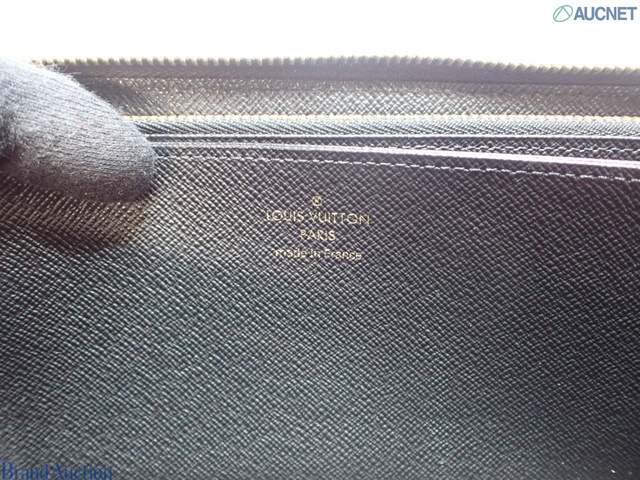 AUCNET
®
LOUIS VUITTON
PARIS
made in France
Brand Auction